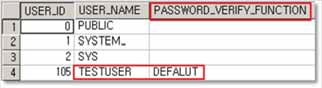 USER_ID USER_NAME PASSWORD_VERIFY_FUNCTION
1 0 PUBLIC
2 1 SYSTEM_
3 2 SYS
4 105 TESTUSER DEFALUT